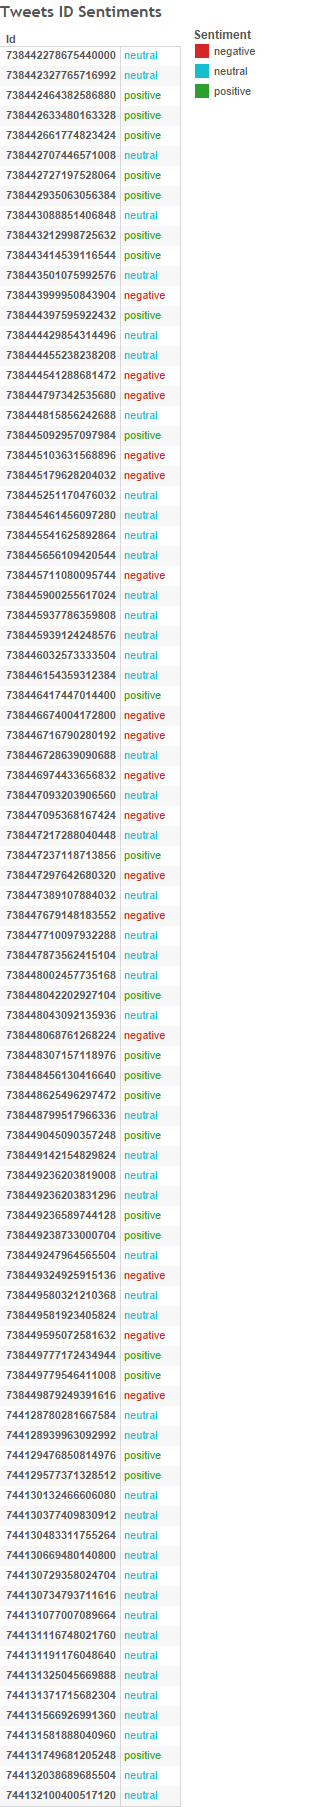 Tweets ID Sentiments
Sentiment
negative
neutral
positive
Id
738442278675440000 neutral
738442327765716992 neutral
738442464382586880 positive
738442633480163328 positive
738442661774823424 positive
738442707446571008 neutral
738442727197528064 positive
738442935063056384 positive
738443088851406848 neutral
738443212998725632 positive
738443414539116544 positive
738443501075992576 neutral
738443999950843904 negative
738444397595922432 positive
738444429854314496 neutral
738444455238238208 neutral
738444541288681472 negative
738444797342535680 negative
738444815856242688 neutral
738445092957097984 positive
738445103631568896 negative
738445179628204032 negative
738445251170476032 neutral
738445461456097280 neutral
738445541625892864 neutral
738445656109420544 neutral
738445711080095744 negative
738445900255617024 neutral
738445937786359808 neutral
738445939124248576 neutral
738446032573333504 neutral
738446154359312384 neutral
738446417447014400 positive
738446674004172800 negative
738446716790280192 negative
738446728639090688 neutral
738446974433656832 negative
738447093203906560 neutral
738447095368167424 negative
738447217288040448 neutral
738447237118713856 positive
738447297642680320 negative
738447389107884032 neutral
738447679148183552 negative
738447710097932288 neutral
738447873562415104 neutral
738448002457735168 neutral
738448042202927104 positive
738448043092135936 neutral
738448068761268224 negative
738448307157118976 positive
738448456130416640 positive
738448625496297472 positive
738448799517966336 neutral
738449045090357248 positive
738449142154829824 neutral
738449236203819008 neutral
738449236203831296 neutral
738449236589744128 positive
738449238733000704 positive
738449247964565504 neutral
738449324925915136 negative
738449580321210368 neutral
738449581923405824 neutral
738449595072581632 negative
738449777172434944 positive
738449779546411008 positive
738449879249391616 negative
744128780281667584 neutral
744128939963092992 neutral
744129476850814976 positive
744129577371328512 positive
744130132466606080 neutral
744130377409830912 neutral
744130483311755264 neutral
744130669480140800 neutral
744130729358024704 neutral
744130734793711616 neutral
744131077007089664 neutral
744131116748021760 neutral
744131191176048640 neutral
744131325045669888 neutral
744131371715682304 neutral
744131566926991360 neutral
744131581888040960 neutral
744131749681205248 positive
744132038689685504 neutral
744132100400517120 neutral